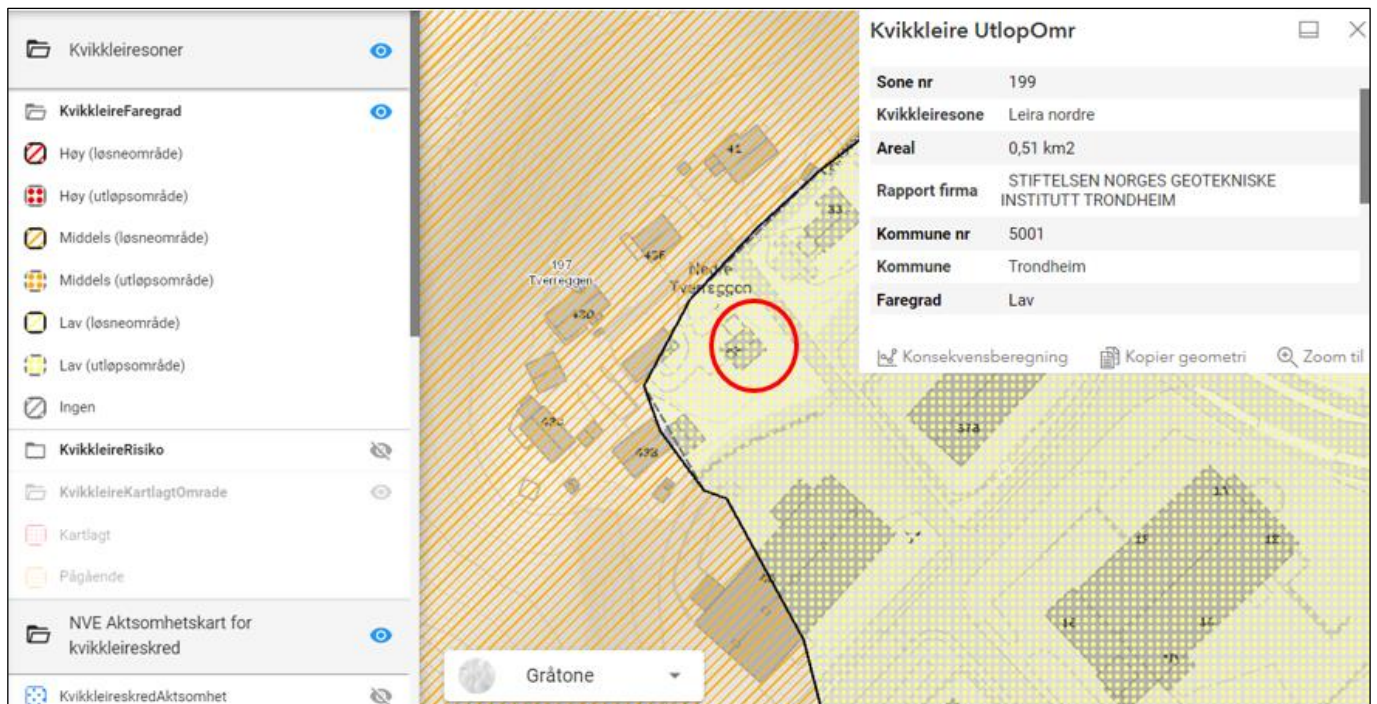 Kvikkleiresoner
KvikkleireFaregrad
Høy (løsneområde)
Høy (utløpsområde)
Middels (løsneområde)
Middels (utløpsområde)
Lav (løsneområde)
Lav (utløpsområde)
Ingen
KvikkleireRisiko
KvikkleireKartlagtOmrade
Kartlagt
Pågående
NVE Aktsomhetskart for
kvikkleireskred
KvikkleireskredAktsomhet
41
33
197
Tverreggen
Nedre
Tverreggen
Gråtone
Kvikkleire UtlopOmr
Sone nr 199
Kvikkleiresone Leira nordre
Areal 0,51 km2
Rapport firma STIFTELSEN NORGES GEOTEKNISKE
INSTITUTT TRONDHEIM
Kommune nr 5001
Kommune Trondheim
Faregrad Lav
Konsekvensberegning Kopier geometri Zoom til